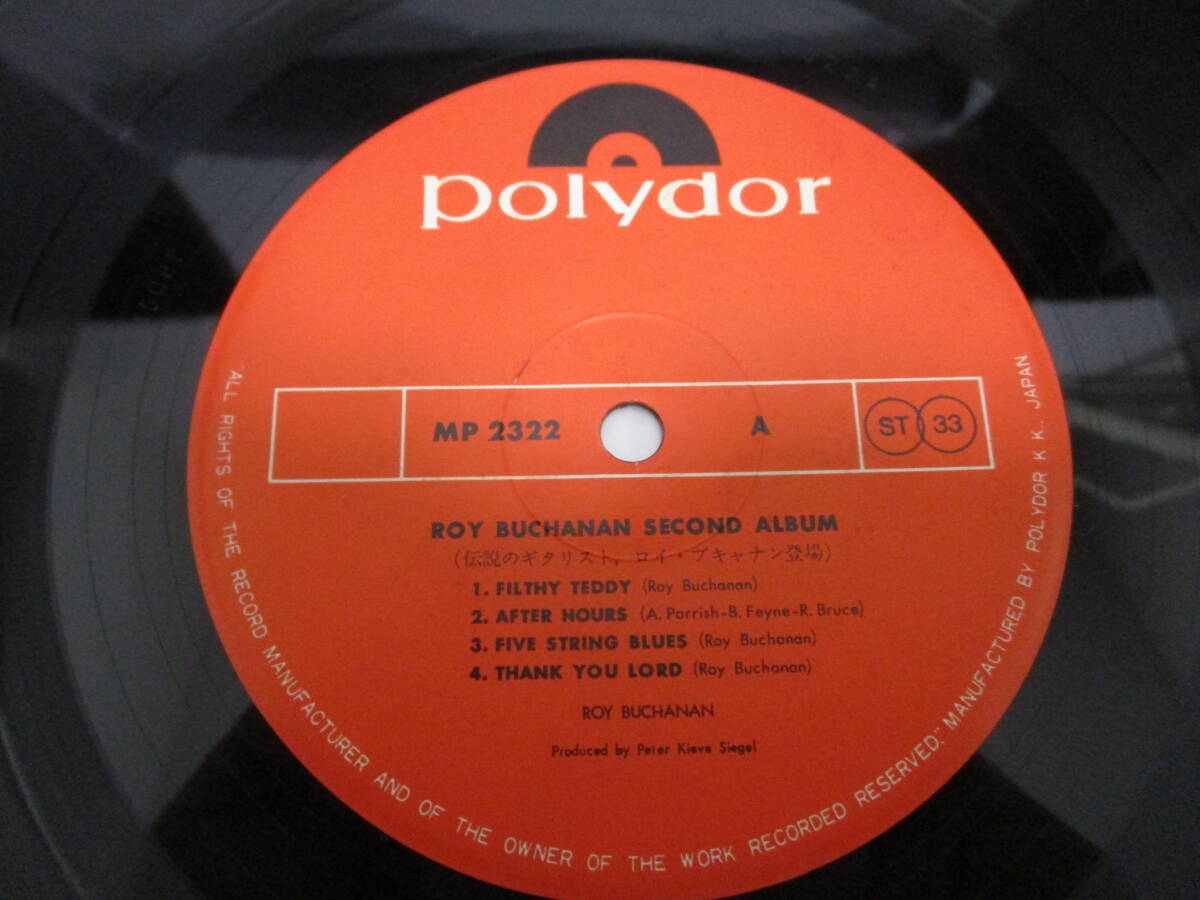 polydor
MP 2322 A ST 33
ROY BUCHANAN SECOND ALBUM
(伝説のギタリスト, ロイ・ブキャナン登場)
1. FILTHY TEDDY (Roy Buchanan)
2. AFTER HOURS (A. Parrish-B. Feyne-R. Bruce)
3. FIVE STRING BLUES (Roy Buchanan)
4. THANK YOU LORD (Roy Buchanan)
ROY BUCHANAN
Produced by Peter Kieve Siegel
"ALL RIGHTS OF THE RECORD MANUFACTURER AND OF THE OWNER OF THE WORK RECORDED RESERVED," MANUFACTURED BY POLYDOR K K., JAPAN